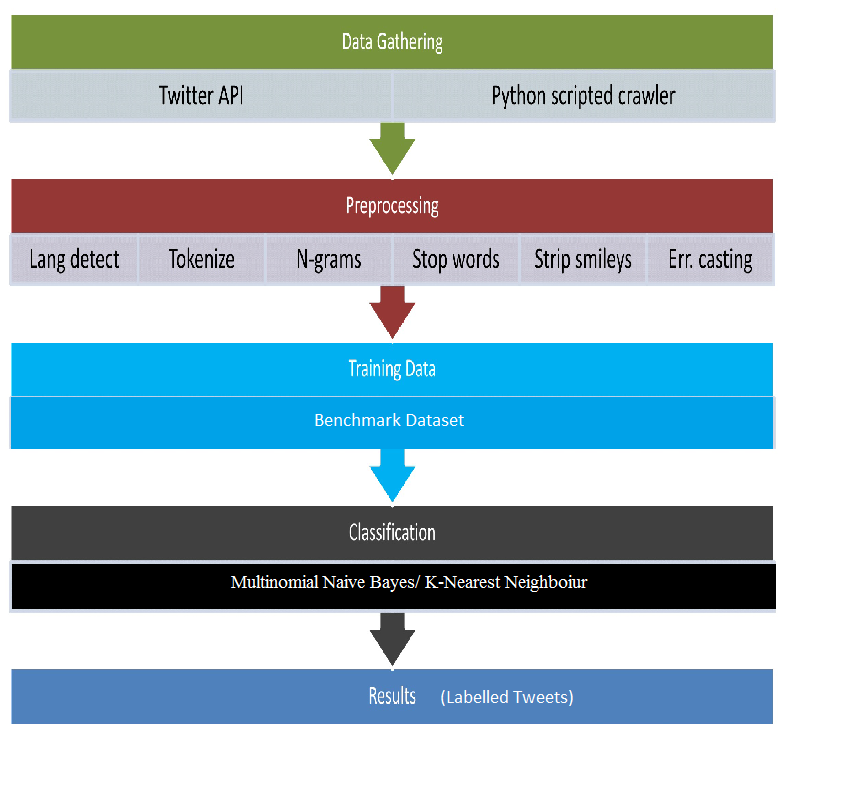 Data Gathering
Twitter API Python scripted crawler
Preprocessing
Lang detect Tokenize N-grams Stop words Strip smileys Err. casting
Training Data
Benchmark Dataset
Classification
Multinomial Naive Bayes/ K-Nearest Neighboiur
Results (Labelled Tweets)